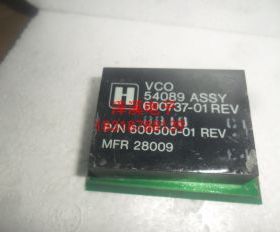 H
VCO
54089 ASSY
600737-01 REV
P/N 600500-01 REV
MFR 28009